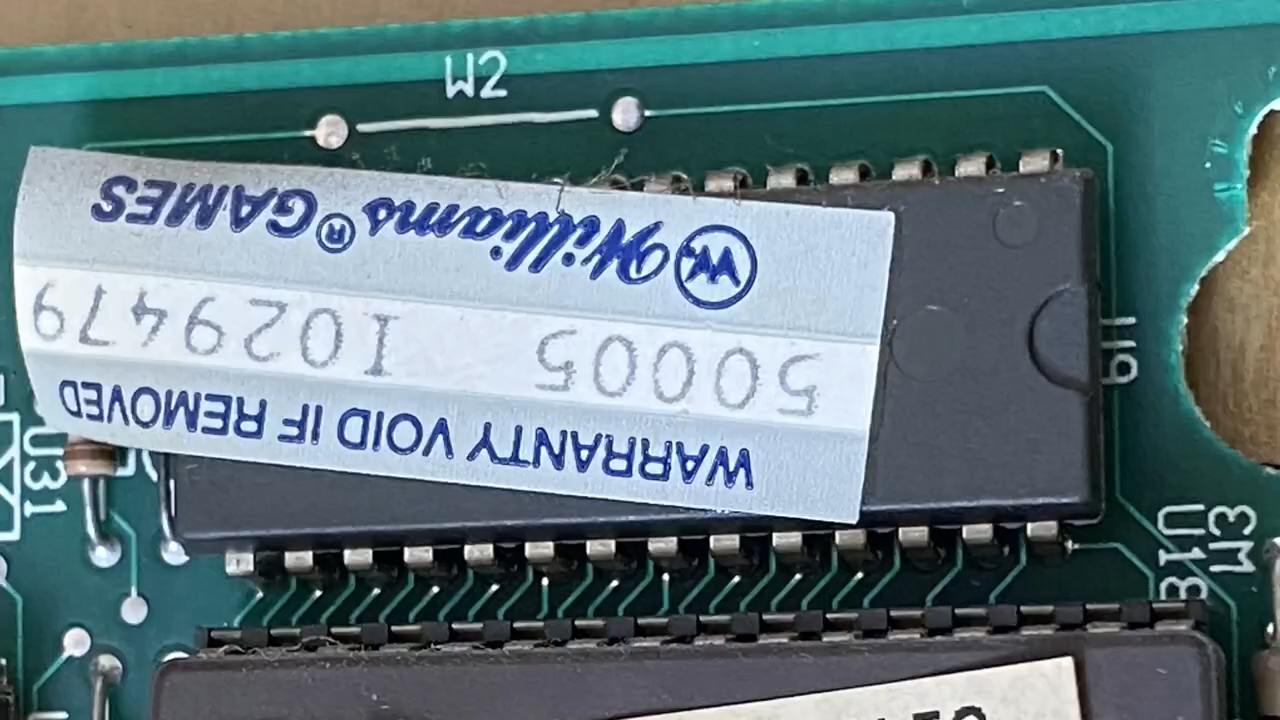 W2
Williams® GAMES
50005 1029479
WARRANTY VOID IF REMOVED
U19
U31
U18
W3